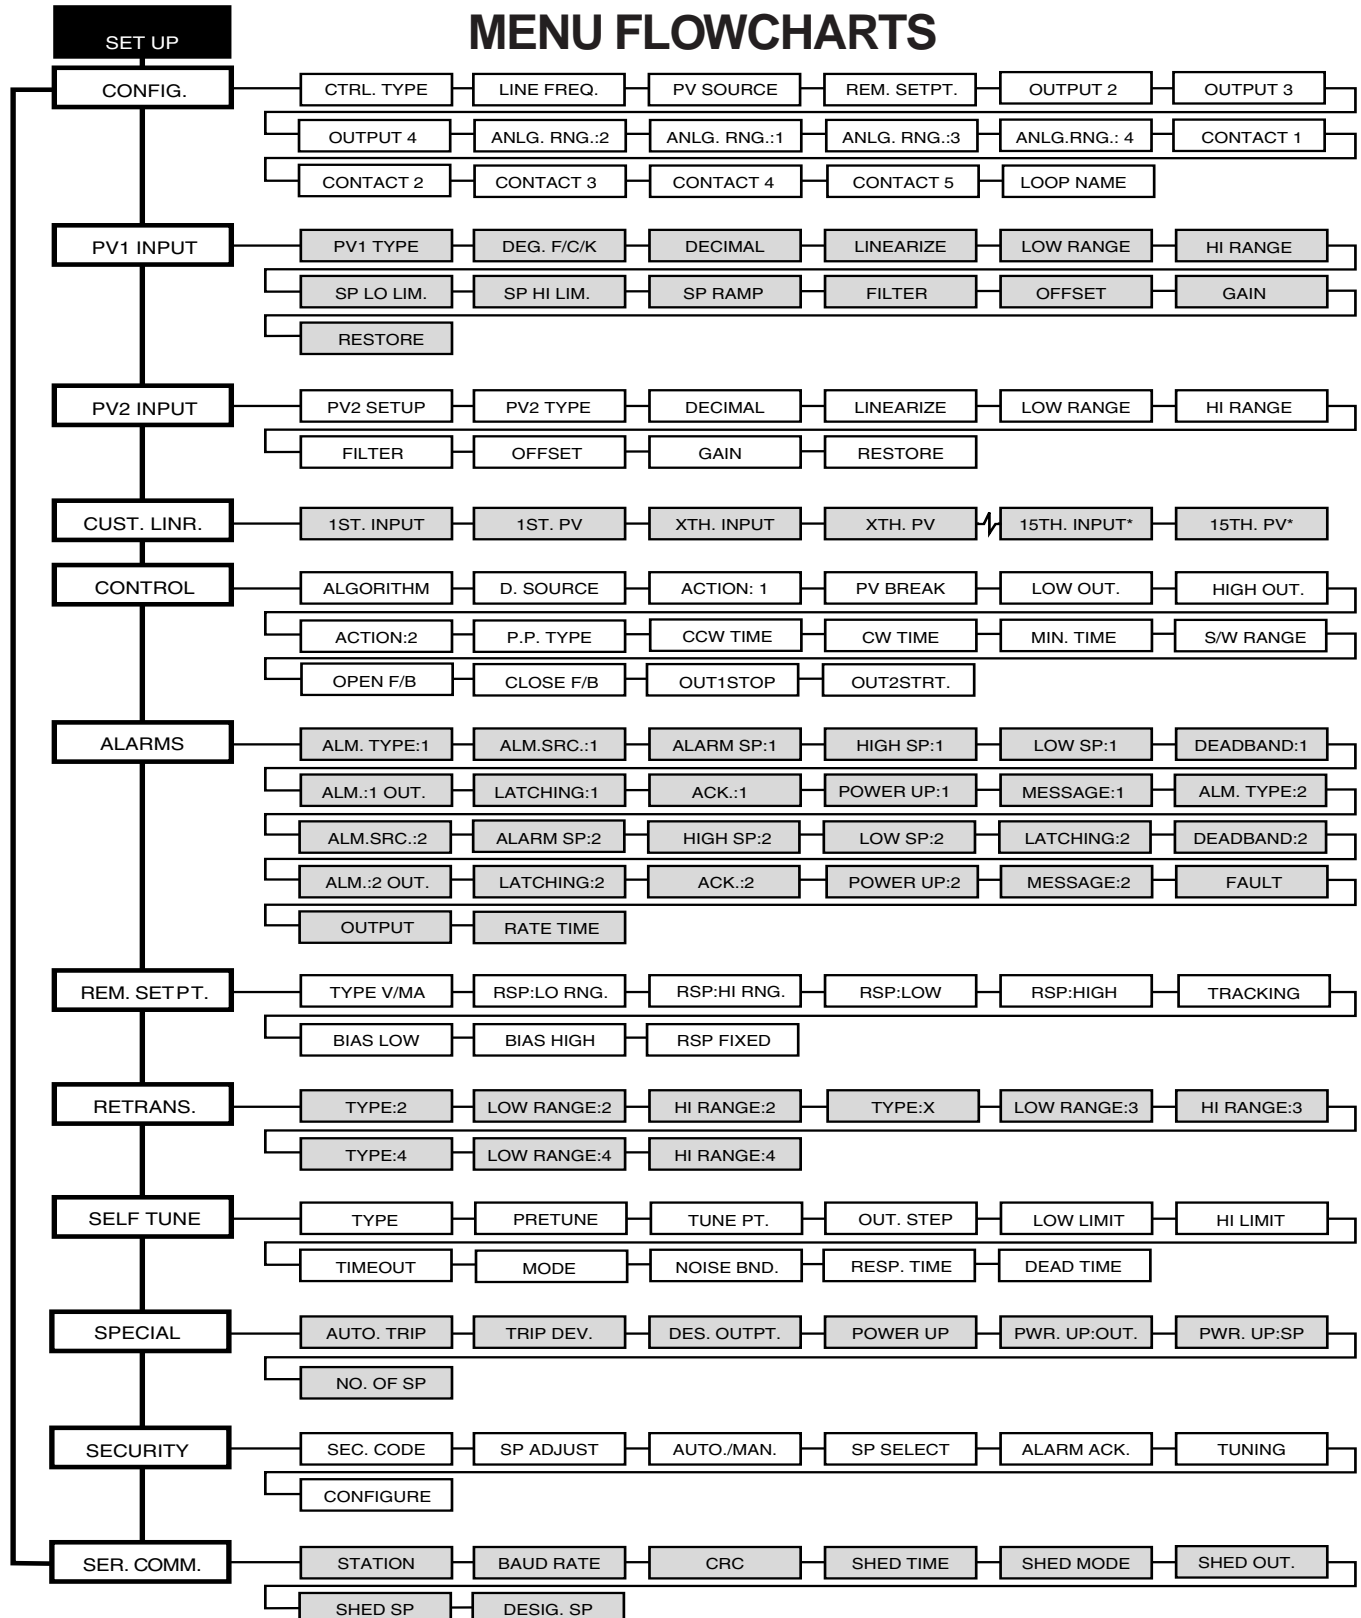 MENU FLOWCHARTS
SET UP
CONFIG. CTRL. TYPE LINE FREQ. PV SOURCE REM. SETPT. OUTPUT 2 OUTPUT 3
OUTPUT 4 ANLG. RNG.:2 ANLG. RNG.:1 ANLG. RNG.:3 ANLG.RNG.: 4 CONTACT 1
CONTACT 2 CONTACT 3 CONTACT 4 CONTACT 5 LOOP NAME
PV1 INPUT PV1 TYPE DEG. F/C/K DECIMAL LINEARIZE LOW RANGE HI RANGE
SP LO LIM. SP HI LIM. SP RAMP FILTER OFFSET GAIN
RESTORE
PV2 INPUT PV2 SETUP PV2 TYPE DECIMAL LINEARIZE LOW RANGE HI RANGE
FILTER OFFSET GAIN RESTORE
CUST. LINR. 1ST. INPUT 1ST. PV XTH. INPUT XTH. PV 15TH. INPUT* 15TH. PV*
CONTROL ALGORITHM D. SOURCE ACTION: 1 PV BREAK LOW OUT. HIGH OUT.
ACTION:2 P.P. TYPE CCW TIME CW TIME MIN. TIME S/W RANGE
OPEN F/B CLOSE F/B OUT1STOP OUT2STRT.
ALARMS ALM. TYPE:1 ALM.SRC.:1 ALARM SP:1 HIGH SP:1 LOW SP:1 DEADBAND:1
ALM.:1 OUT. LATCHING:1 ACK.:1 POWER UP:1 MESSAGE:1 ALM. TYPE:2
ALM.SRC.:2 ALARM SP:2 HIGH SP:2 LOW SP:2 LATCHING:2 DEADBAND:2
ALM.:2 OUT. LATCHING:2 ACK.:2 POWER UP:2 MESSAGE:2 FAULT
OUTPUT RATE TIME
REM. SETPT. TYPE V/MA RSP:LO RNG. RSP:HI RNG. RSP:LOW RSP:HIGH TRACKING
BIAS LOW BIAS HIGH RSP FIXED
RETRANS. TYPE:2 LOW RANGE:2 HI RANGE:2 TYPE:X LOW RANGE:3 HI RANGE:3
TYPE:4 LOW RANGE:4 HI RANGE:4
SELF TUNE TYPE PRETUNE TUNE PT. OUT. STEP LOW LIMIT HI LIMIT
TIMEOUT MODE NOISE BND. RESP. TIME DEAD TIME
SPECIAL AUTO. TRIP TRIP DEV. DES. OUTPT. POWER UP PWR. UP:OUT. PWR. UP:SP
NO. OF SP
SECURITY SEC. CODE SP ADJUST AUTO./MAN. SP SELECT ALARM ACK. TUNING
CONFIGURE
SER. COMM. STATION BAUD RATE CRC SHED TIME SHED MODE SHED OUT.
SHED SP DESIG. SP